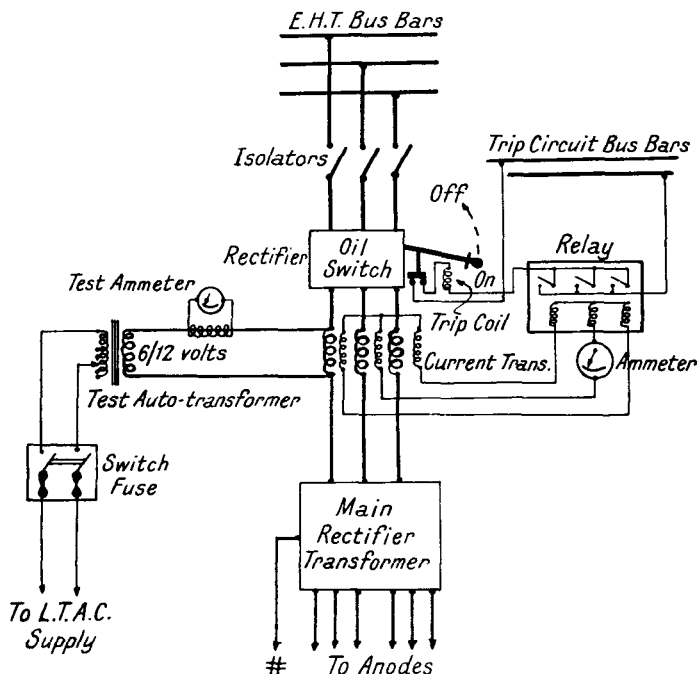 E.H.T. Bus Bars
Isolators
Trip Circuit Bus Bars
Off
Rectifier
Oil
Switch
On
Relay
Test Ammeter
Trip Coil
6/12 volts
Current Trans.
Ammeter
Test Auto-transformer
Switch
Fuse
Main
Rectifier
Transformer
To L.T.A.C.
Supply
#
To Anodes